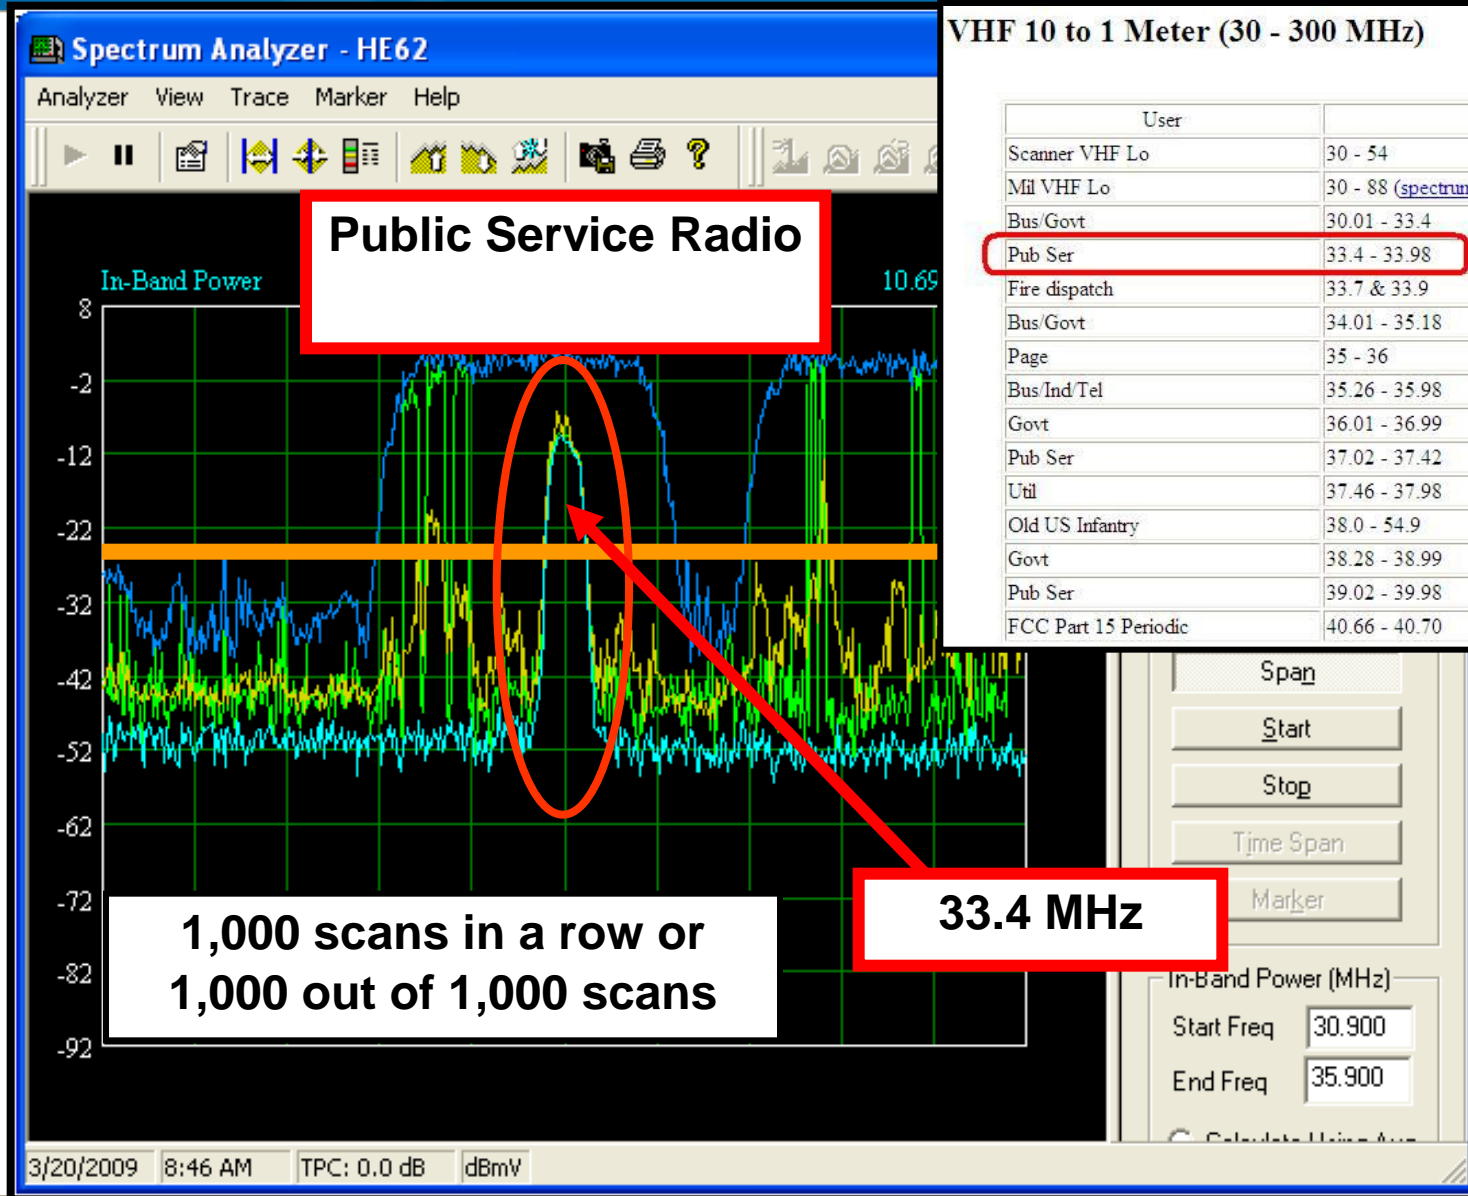 Spectrum Analyzer - HE62
Analyzer View Trace Marker Help
Public Service Radio
In-Band Power
10.69
8
-2
-12
-22
-32
-42
-52
-62
-72
-82
-92
1,000 scans in a row or
1,000 out of 1,000 scans
33.4 MHz
VHF 10 to 1 Meter (30 - 300 MHz)
User
Scanner VHF Lo 30 - 54
Mil VHF Lo 30 - 88 (spectrum
Bus/Govt 30.01 - 33.4
Pub Ser 33.4 - 33.98
Fire dispatch 33.7 & 33.9
Bus/Govt 34.01 - 35.18
Page 35 - 36
Bus/Ind/Tel 35.26 - 35.98
Govt 36.01 - 36.99
Pub Ser 37.02 - 37.42
Util 37.46 - 37.98
Old US Infantry 38.0 - 54.9
Govt 38.28 - 38.99
Pub Ser 39.02 - 39.98
FCC Part 15 Periodic 40.66 - 40.70
Span
Start
Stop
Time Span
Marker
In-Band Power (MHz)
Start Freq 30.900
End Freq 35.900
3/20/2009 8:46 AM TPC: 0.0 dB dBmV